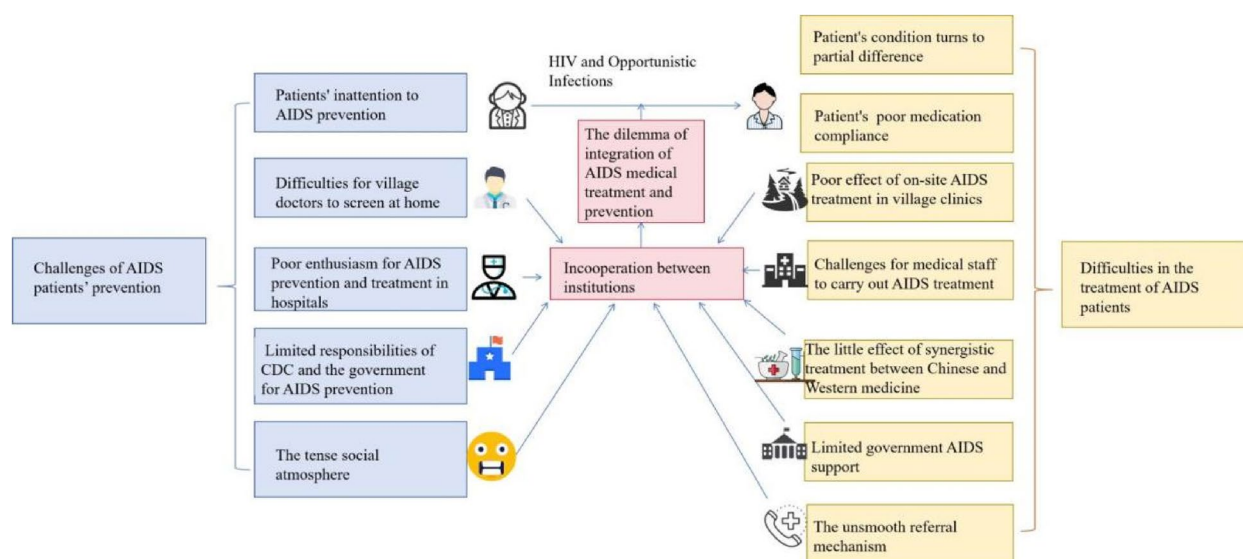 Challenges of AIDS
patients' prevention
Patients' inattention to
AIDS prevention
Difficulties for village
doctors to screen at home
Poor enthusiasm for AIDS
prevention and treatment in
hospitals
Limited responsibilities of
CDC and the government
for AIDS prevention
The tense social
atmosphere
HIV and Opportunistic
Infections
The dilemma of
integration of
AIDS medical
treatment and
prevention
Incooperation between
institutions
Patient's condition turns to
partial difference
Patient's poor medication
compliance
Poor effect of on-site AIDS
treatment in village clinics
Challenges for medical staff
to carry out AIDS treatment
The little effect of synergistic
treatment between Chinese and
Western medicine
Limited government AIDS
support
The unsmooth referral
mechanism
Difficulties in the
treatment of AIDS
patients